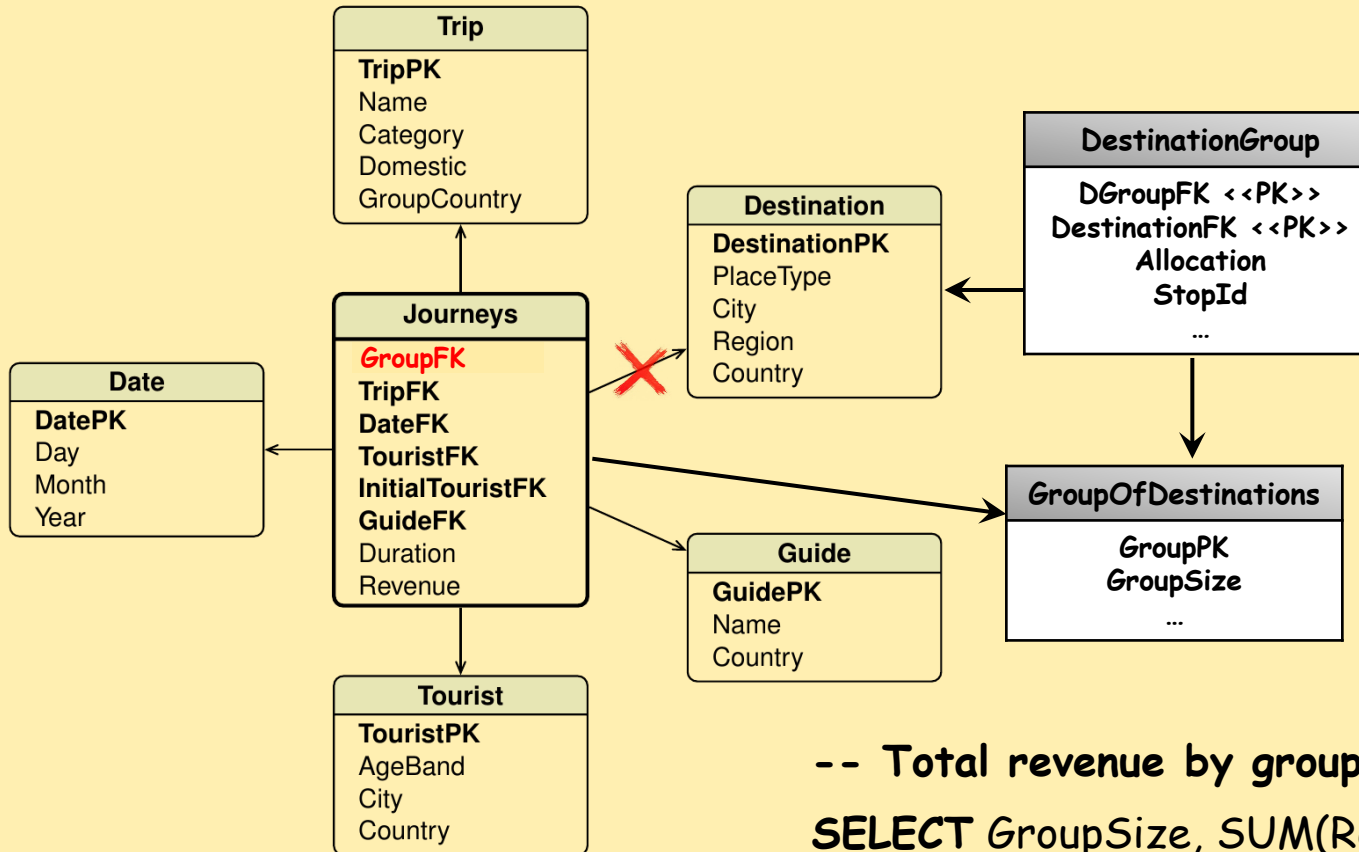 Trip
TripPK
Name
Category
Domestic
GroupCountry
DestinationGroup
DGroupFK <<PK>>
DestinationFK <<PK>>
Allocation
StopId
...
Destination
DestinationPK
PlaceType
City
Region
Country
Journeys
GroupFK
TripFK
DateFK
TouristFK
InitialTouristFK
GuideFK
Duration
Revenue
Date
DatePK
Day
Month
Year
GroupOfDestinations
GroupPK
GroupSize
...
Guide
GuidePK
Name
Country
Tourist
TouristPK
AgeBand
City
Country
-- Total revenue by group
SELECT GroupSize, SUM(R